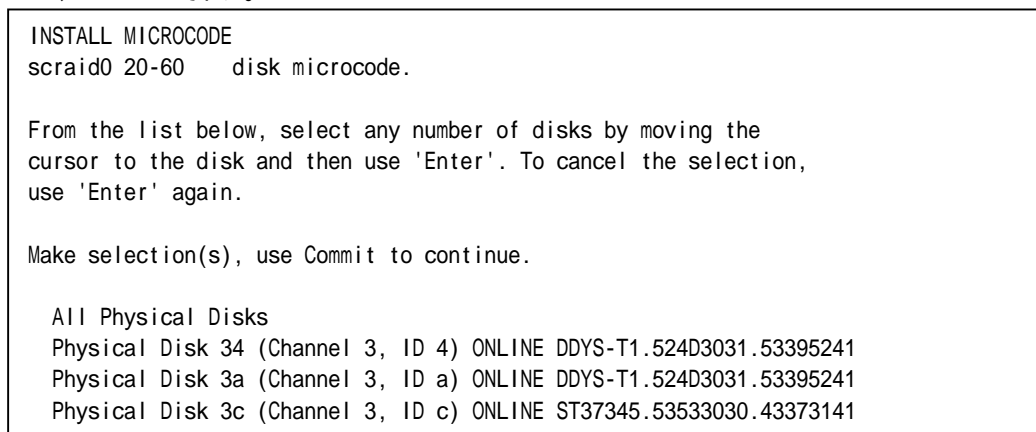 INSTALL MICROCODE
scraid0 20-60 disk microcode.
From the list below, select any number of disks by moving the
cursor to the disk and then use 'Enter'. To cancel the selection,
use 'Enter' again.
Make selection(s), use Commit to continue.
All Physical Disks
Physical Disk 34 (Channel 3, ID 4) ONLINE DDYS-T1.524D3031.53395241
Physical Disk 3a (Channel 3, ID a) ONLINE DDYS-T1.524D3031.53395241
Physical Disk 3c (Channel 3, ID c) ONLINE ST37345.53533030.43373141